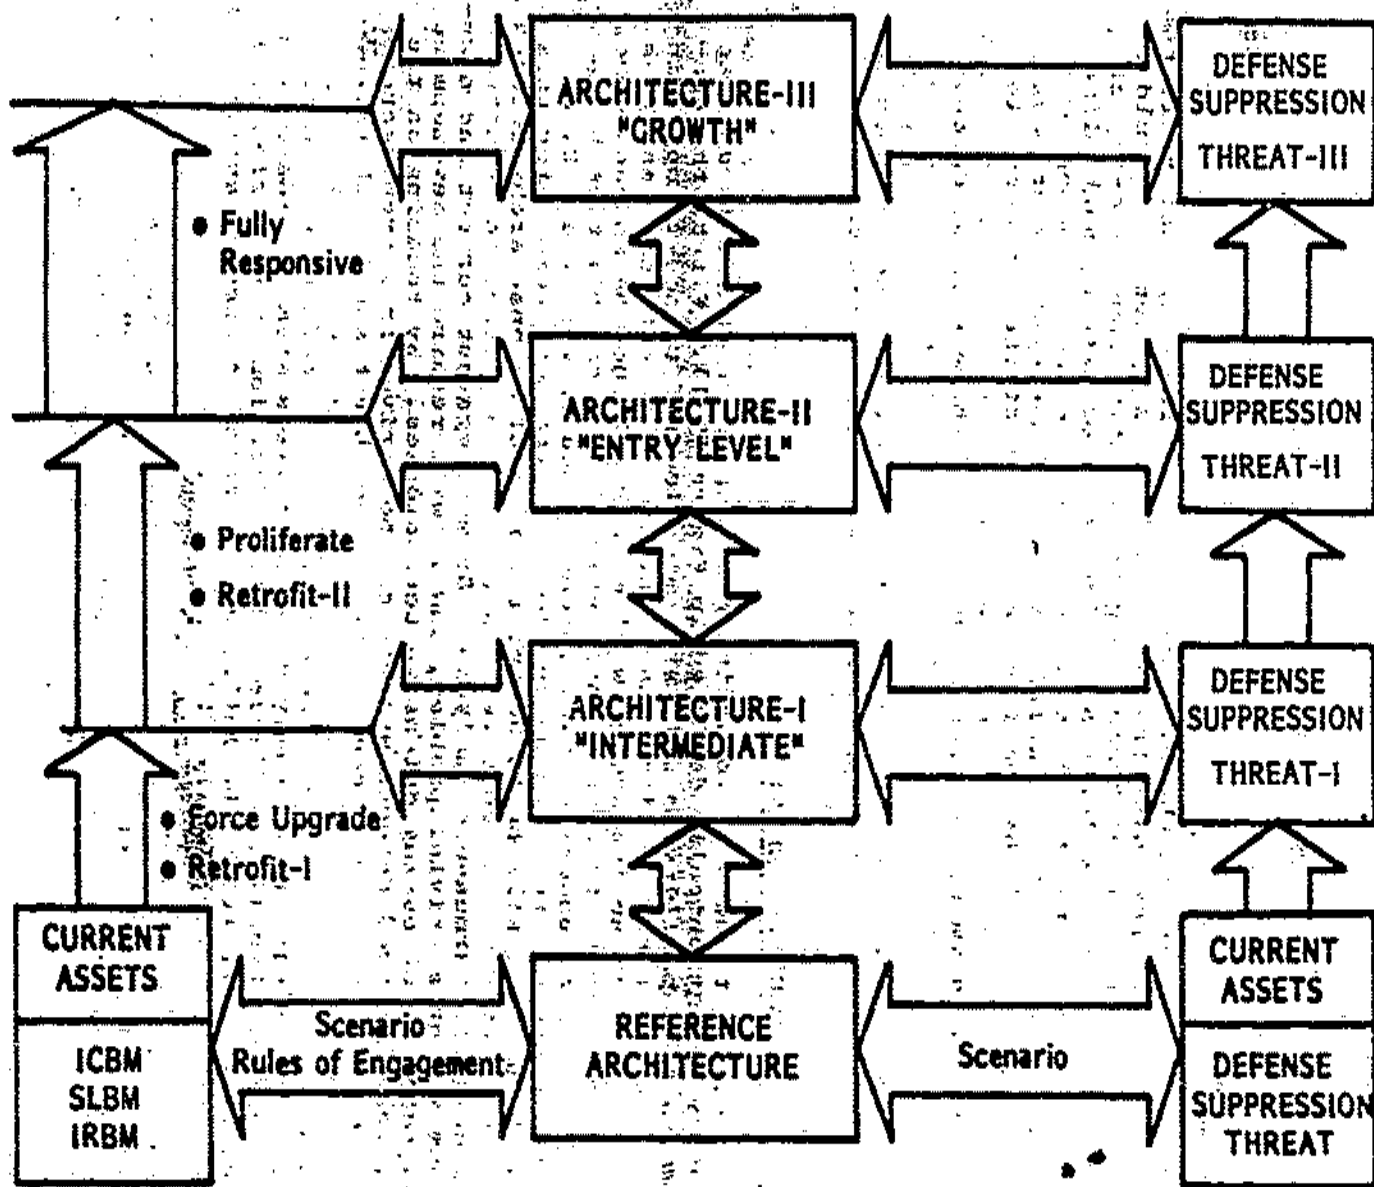 ARCHITECTURE-III
"GROWTH"
DEFENSE
SUPPRESSION
THREAT-III
• Fully
Responsive
ARCHITECTURE-II
"ENTRY LEVEL"
DEFENSE
SUPPRESSION
THREAT-II
• Proliferate
• Retrofit-II
ARCHITECTURE-I
"INTERMEDIATE"
DEFENSE
SUPPRESSION
THREAT-I
• Force Upgrade
• Retrofit-I
CURRENT
ASSETS
ICBM
SLBM
IRBM
Scenario
Rules of Engagement
REFERENCE
ARCHITECTURE
Scenario
CURRENT
ASSETS
DEFENSE
SUPPRESSION
THREAT